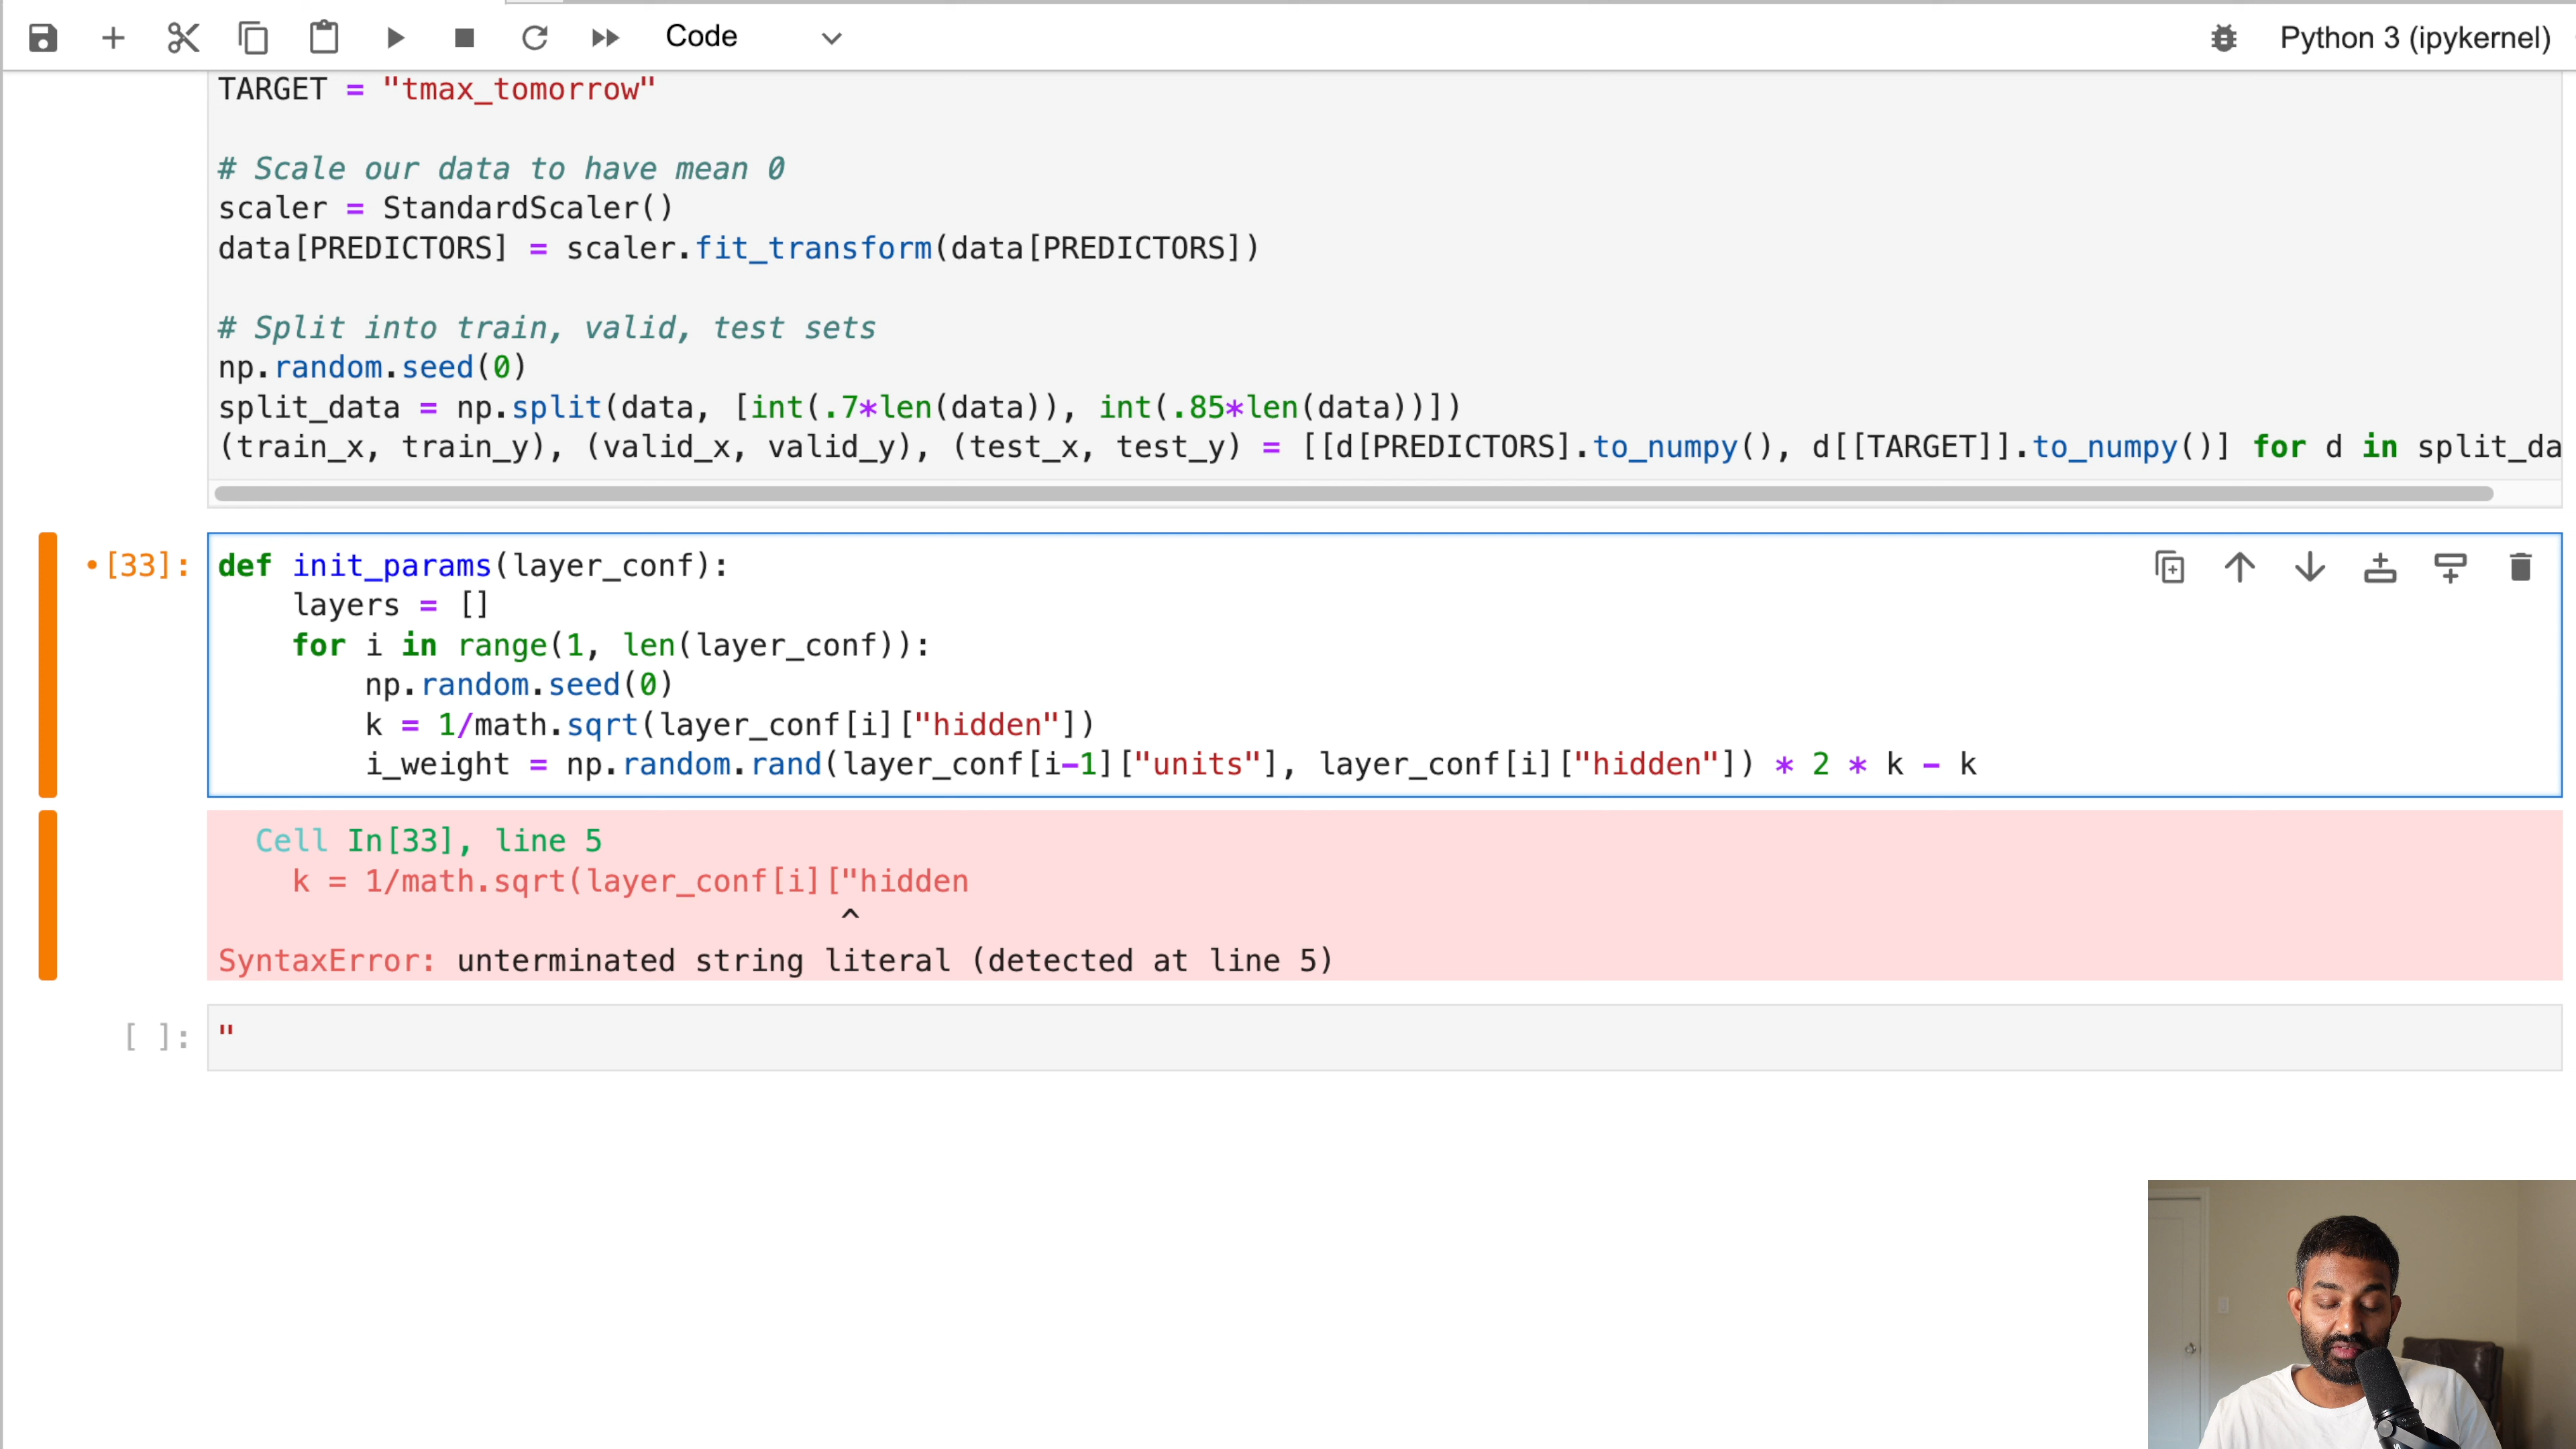 Code
Python 3 (ipykernel)
TARGET = "tmax_tomorrow"
# Scale our data to have mean 0
scaler = StandardScaler()
data[PREDICTORS] = scaler.fit_transform(data[PREDICTORS])
# Split into train, valid, test sets
np.random.seed(0)
split_data = np.split(data, [int(.7*len(data)), int(.85*len(data))])
(train_x, train_y), (valid_x, valid_y), (test_x, test_y) = [[d[PREDICTORS].to_numpy(), d[[TARGET]].to_numpy()] for d in split_da
•[33]: def init_params(layer_conf):
layers = []
for i in range(1, len(layer_conf)):
np.random.seed(0)
k = 1/math.sqrt(layer_conf[i]["hidden"])
i_weight = np.random.rand(layer_conf[i-1]["units"], layer_conf[i]["hidden"]) * 2 * k - k
Cell In[33], line 5
k = 1/math.sqrt(layer_conf[i]["hidden
^
SyntaxError: unterminated string literal (detected at line 5)
[ ]: "